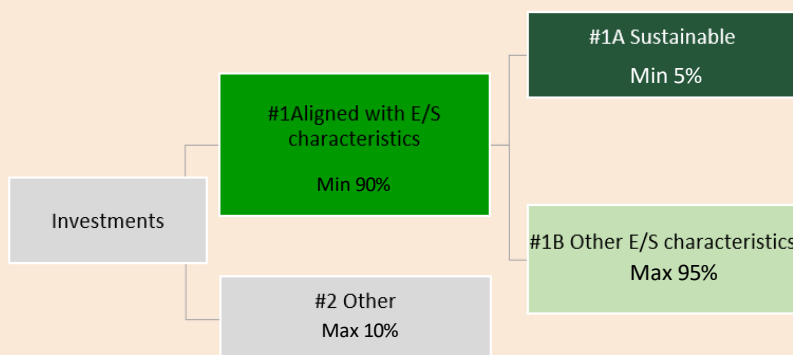 #1A Sustainable
Min 5%
#1Aligned with E/S
characteristics
Min 90%
Investments
#1B Other E/S characteristics
Max 95%
#2 Other
Max 10%